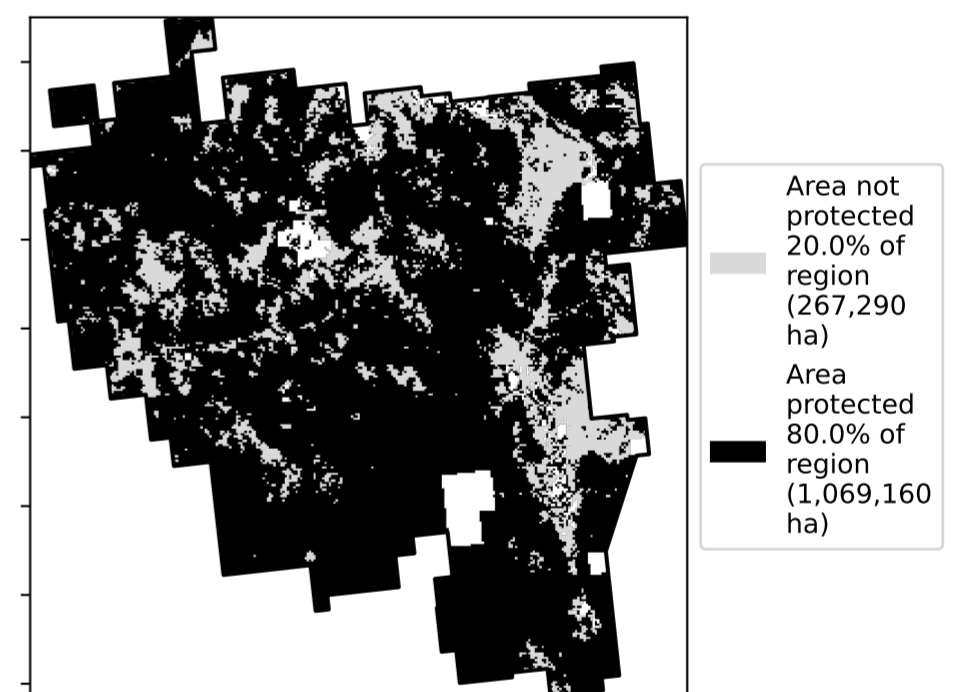 Area not
protected
20.0% of
region
(267,290
ha)
Area
protected
80.0% of
region
(1,069,160
ha)